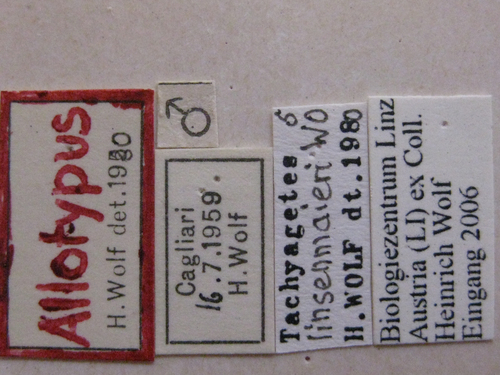 Allotypus
H.Wolf det.1980
♂
Cagliari
16.7.1959
H.Wolf
Tachyagetes ♂
linsenmaieri WO
H.WOLF dt.1980
Biologiezentrum Linz
Austria (LI) ex Coll.
Heinrich Wolf
Eingang 2006